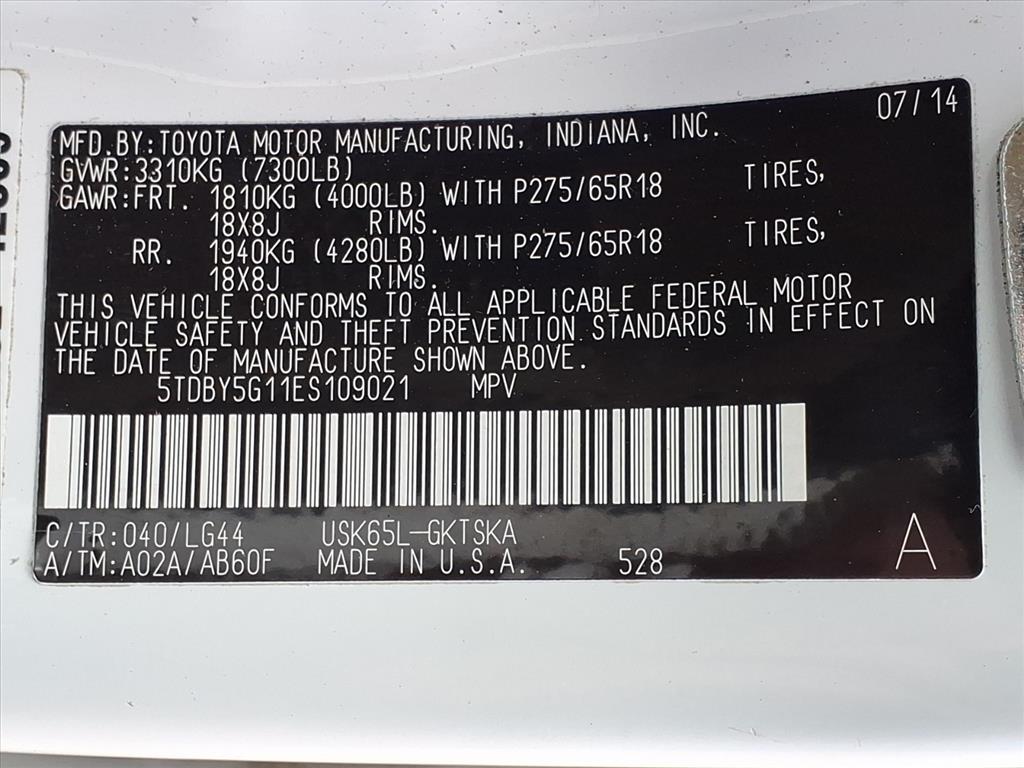 07/14
MFD.BY:TOYOTA MOTOR MANUFACTURING, INDIANA, INC.
GVWR:3310KG (7300LB)
GAWR:FRT. 1810KG (4000LB) WITH P275/65R18 TIRES,
18X8J RIMS.
RR. 1940KG (4280LB) WITH P275/65R18 TIRES,
18X8J RIMS.
THIS VEHICLE CONFORMS TO ALL APPLICABLE FEDERAL MOTOR
VEHICLE SAFETY AND THEFT PREVENTION STANDARDS IN EFFECT ON
THE DATE OF MANUFACTURE SHOWN ABOVE.
5TDBY5G11ES109021 MPV
C/TR:040/LG44 USK65L-GKTSKA
A/TM:A02A/AB60F MADE IN U.S.A. 528 A